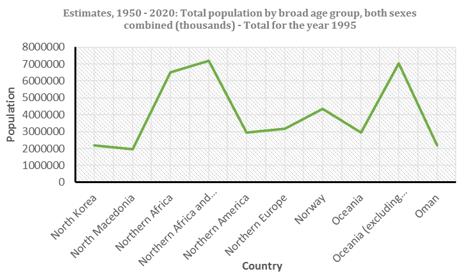 Estimates, 1950 - 2020: Total population by broad age group, both sexes
combined (thousands) - Total for the year 1995
8000000
7000000
6000000
5000000
4000000
3000000
2000000
1000000
0
Population
North Korea
North Macedonia
Northern Africa
Northern Africa and...
Northern America
Northern Europe
Norway
Oceania
Oceania (excluding...
Oman
Country